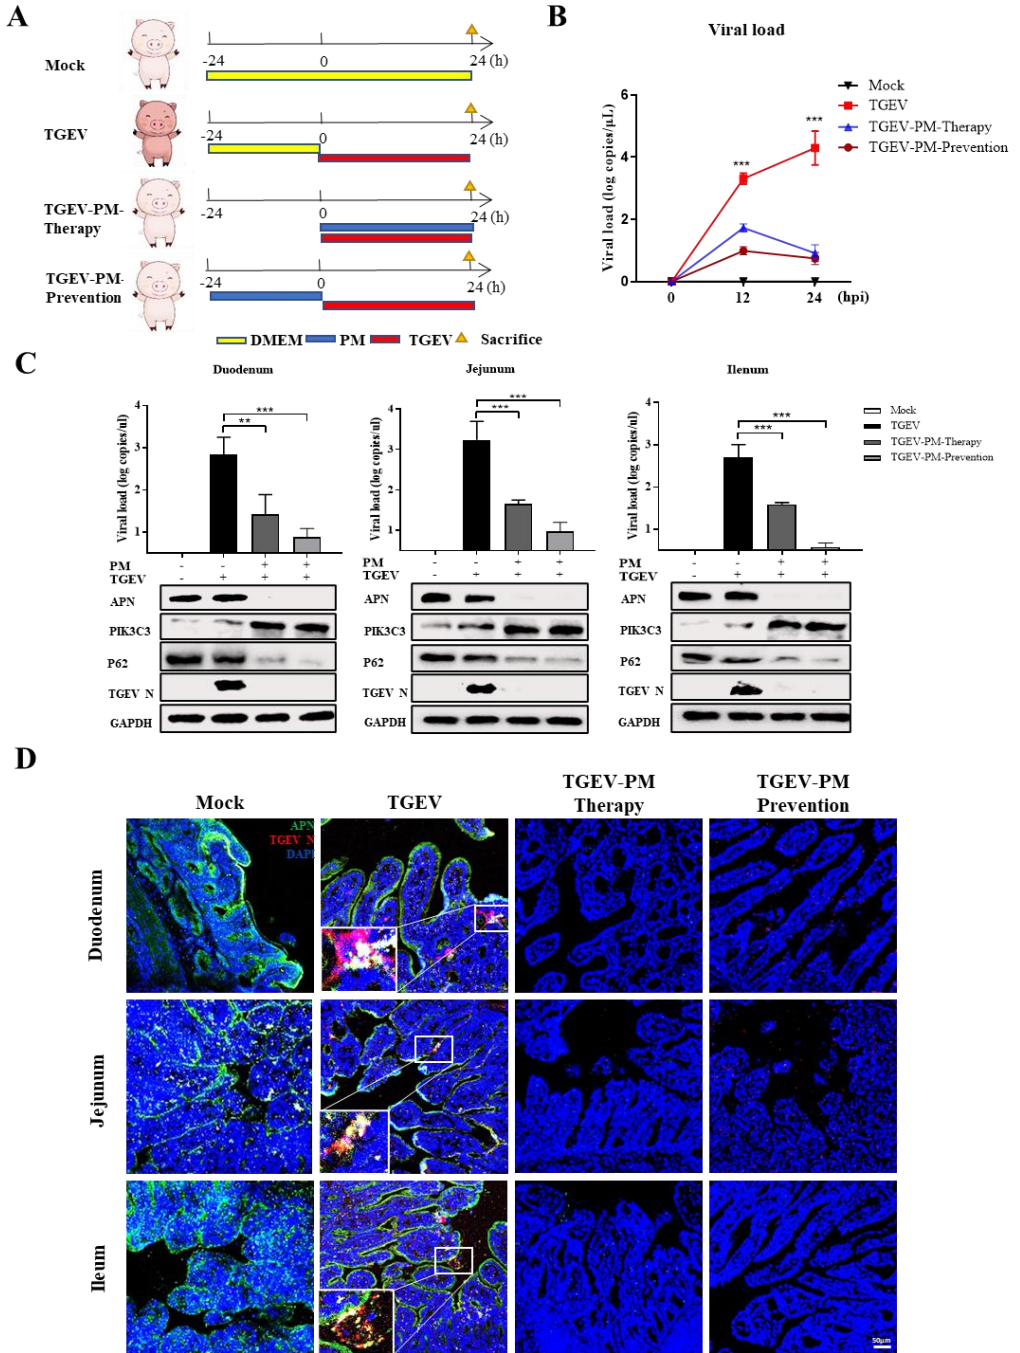 A
Mock
-24 0 24 (h)
TGEV
-24 0 24 (h)
TGEV-PM-
Therapy
-24 0 24 (h)
TGEV-PM-
Prevention
-24 0 24 (h)
DMEM PM TGEV Sacrifice
B
Viral load
Viral load (log copies/μL)
6
4
2
0
0 12 24 (hpi)
***
***
Mock
TGEV
TGEV-PM-Therapy
TGEV-PM-Prevention
C
Duodenum
Viral load (log copies/ul)
4
3
2
1
**
***
PM - - + +
TGEV - + + +
APN
PIK3C3
P62
TGEV N
GAPDH
Jejunum
Viral load (log copies/ul)
4
3
2
1
***
***
PM - - + +
TGEV - + + +
APN
PIK3C3
P62
TGEV N
GAPDH
Ilenum
Viral load (log copies/ul)
4
3
2
1
***
***
Mock
TGEV
TGEV-PM-Therapy
TGEV-PM-Prevention
- - + +
- + + +
APN
PIK3C3
P62
TGEV N
GAPDH
D
Mock
TGEV
TGEV-PM
Therapy
TGEV-PM
Prevention
APN
TGEV N
DAPI
Duodenum
Jejunum
Ileum
50μm